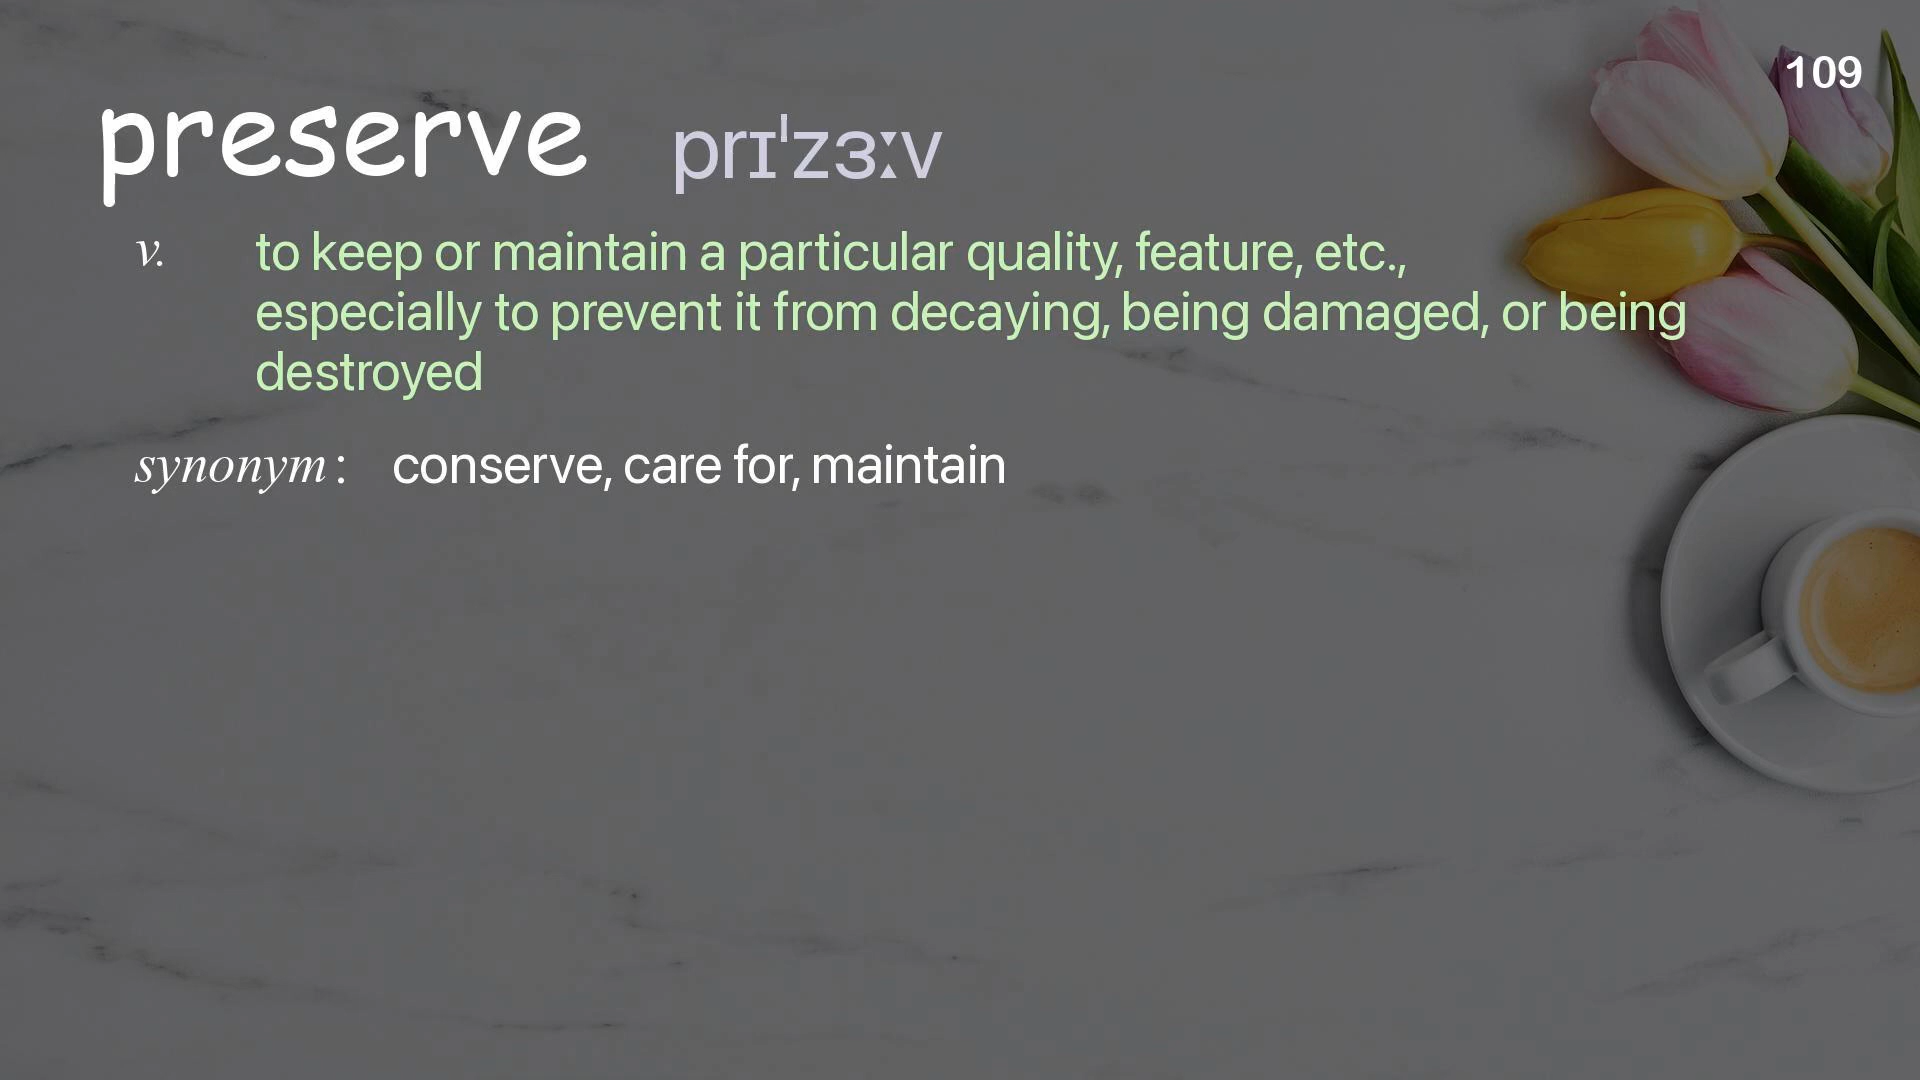 109
preserve prɪˈzɜːv
v. to keep or maintain a particular quality, feature, etc.,
especially to prevent it from decaying, being damaged, or being
destroyed
synonym : conserve, care for, maintain